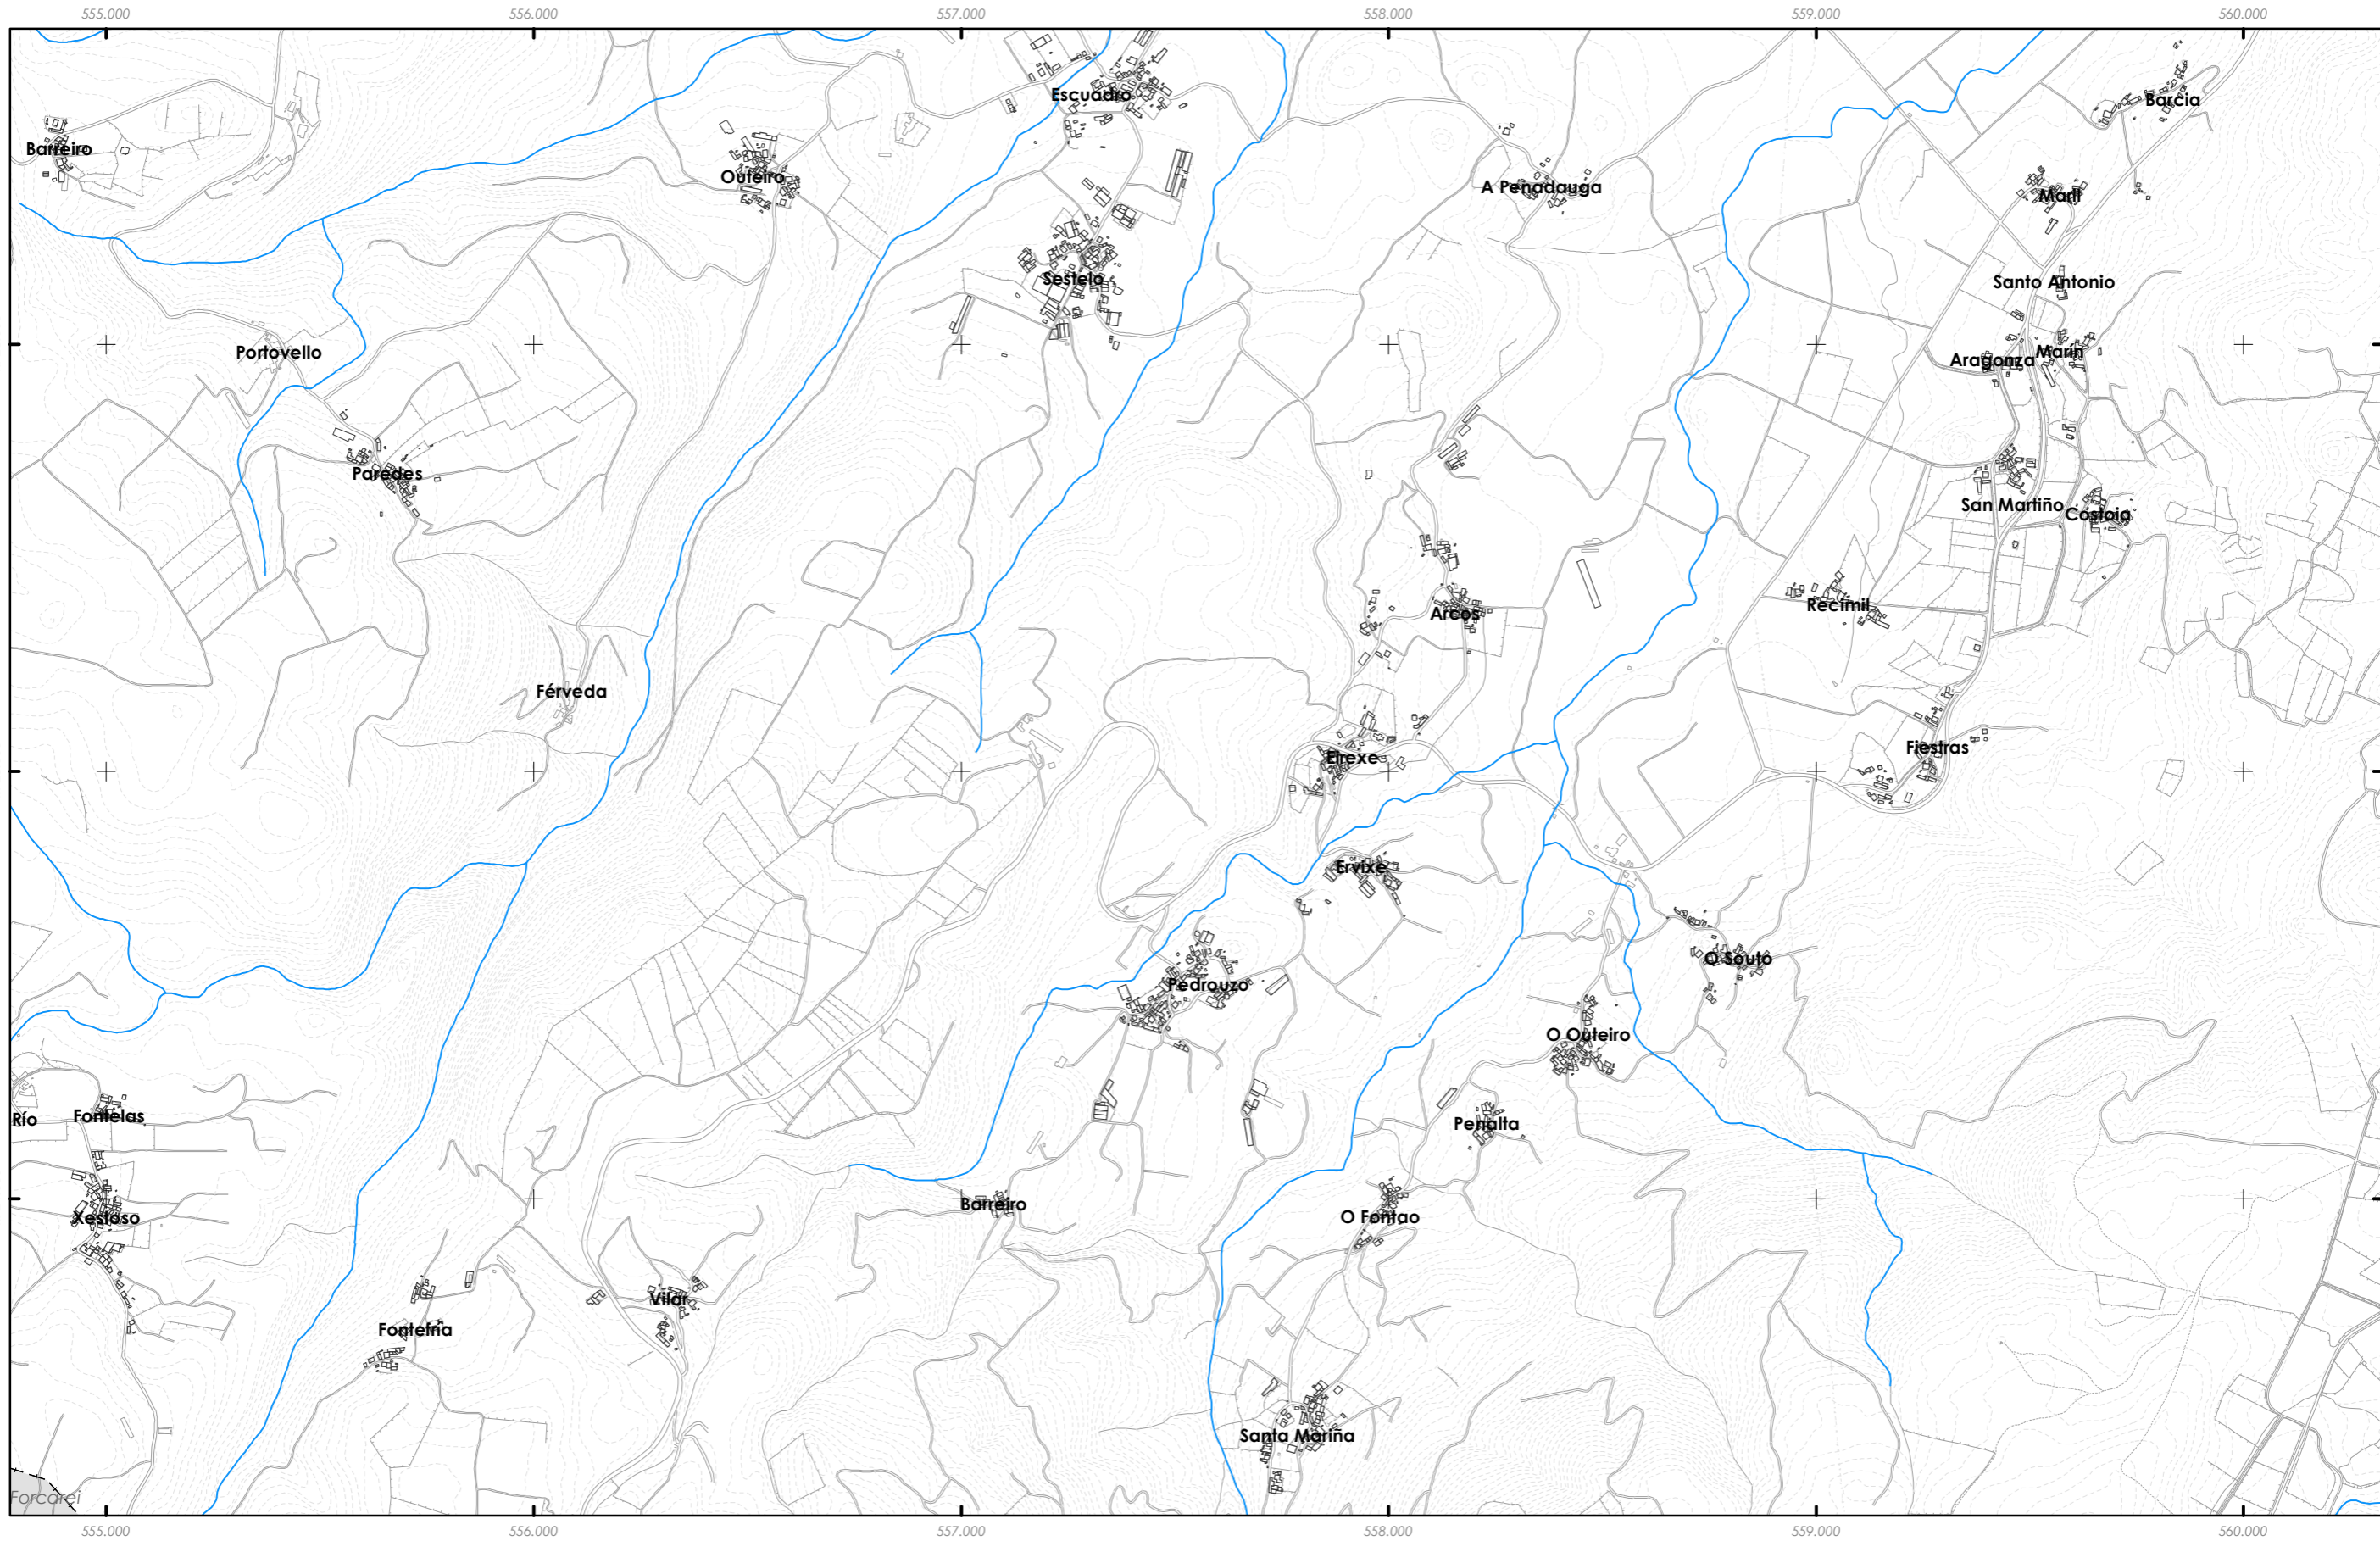 555.000 556.000 557.000 558.000 559.000 560.000
Escuadro
Barcia
Barreiro
Outeiro
A Penadauga
Maril
Sestelo
Santo Antonio
Portovello
Marín
Aragonza
Paredes
San Martiño
Costoia
Recimil
Arcos
Férveda
Fiestras
Eirexe
Ervixe
O Souto
Pedrouzo
O Outeiro
Río
Fontelas
Penalta
Barreiro
Xestoso
O Fontao
Vilar
Fontefría
Santa Mariña
Forcarei
555.000 556.000 557.000 558.000 559.000 560.000